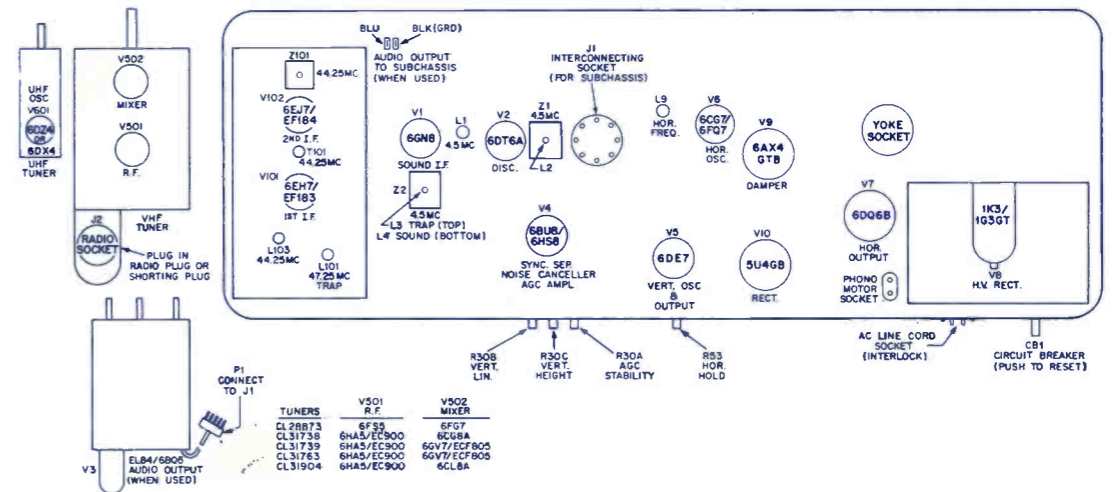 UHF
OSC
V601
6DZ4
OR
6DX4
UHF
TUNER
V502
MIXER
V501
R.F.
J2
RADIO
SOCKET
VHF
TUNER
PLUG IN
RADIO PLUG OR
SHORTING PLUG
BLU
BLK(GRD)
AUDIO OUTPUT
TO SUBCHASSIS
(WHEN USED)
Z101
44.25MC
V102
6EJ7/
EF184
2ND I.F.
T101
44.25MC
V101
6EH7/
EF183
1ST I.F.
L103
44.25MC
L101
47.25MC
TRAP
V1
6GN8
SOUND I.F.
L1
4.5MC
Z2
4.5MC
L3 TRAP (TOP)
L4 SOUND (BOTTOM)
V2
6DT6A
DISC.
Z1
4.5MC
L2
J1
INTERCONNECTING
SOCKET
(FOR SUBCHASSIS)
V4
6BU8/
6HS8
SYNC. SEP.
NOISE CANCELLER
AGC AMPL.
L9
HOR.
FREQ.
V6
6CG7/
6FQ7
HOR.
OSC.
V9
6AX4
GTB
DAMPER
YOKE
SOCKET
V5
6DE7
VERT. OSC
&
OUTPUT
V10
5U4GB
RECT.
V7
6DQ6B
HOR.
OUTPUT
PHONO
MOTOR
SOCKET
1K3/
1G3GT
V8
H.V. RECT.
R30B
VERT.
LIN.
R30C
VERT.
HEIGHT
R30A
AGC
STABILITY
R53
HOR.
HOLD
AC LINE CORD
SOCKET
(INTERLOCK)
CB1
CIRCUIT BREAKER
(PUSH TO RESET)
P1
CONNECT
TO J1
V3
EL84/6BQ5
AUDIO OUTPUT
(WHEN USED)
TUNERS V501 R.F. V502 MIXER
CL28873 6FS5 6FG7
CL31738 6HA5/EC900 6CG8A
CL31739 6HA5/EC900 6GV7/ECF805
CL31763 6HA5/EC900 6GV7/ECF805
CL31904 6HA5/EC900 6CL8A